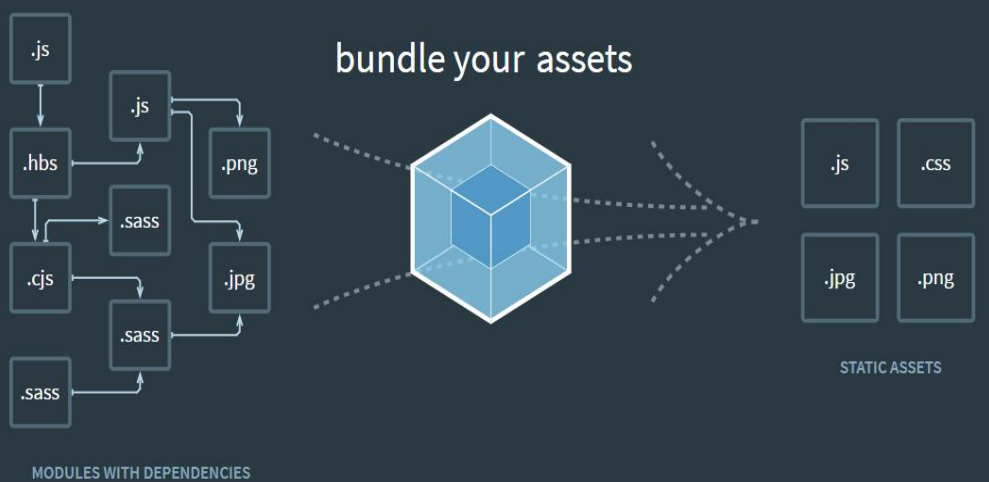 bundle your assets
.js
.js
.hbs
.png
.sass
.cjs
.jpg
.sass
.sass
MODULES WITH DEPENDENCIES
.js
.css
.jpg
.png
STATIC ASSETS